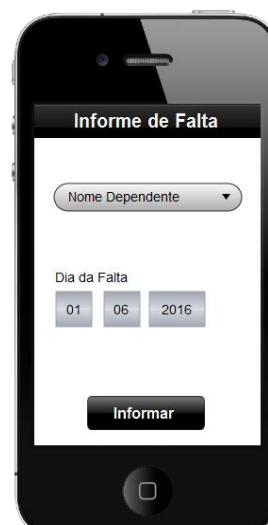 Informe de Falta
Nome Dependente
Dia da Falta
01 06 2016
Informar